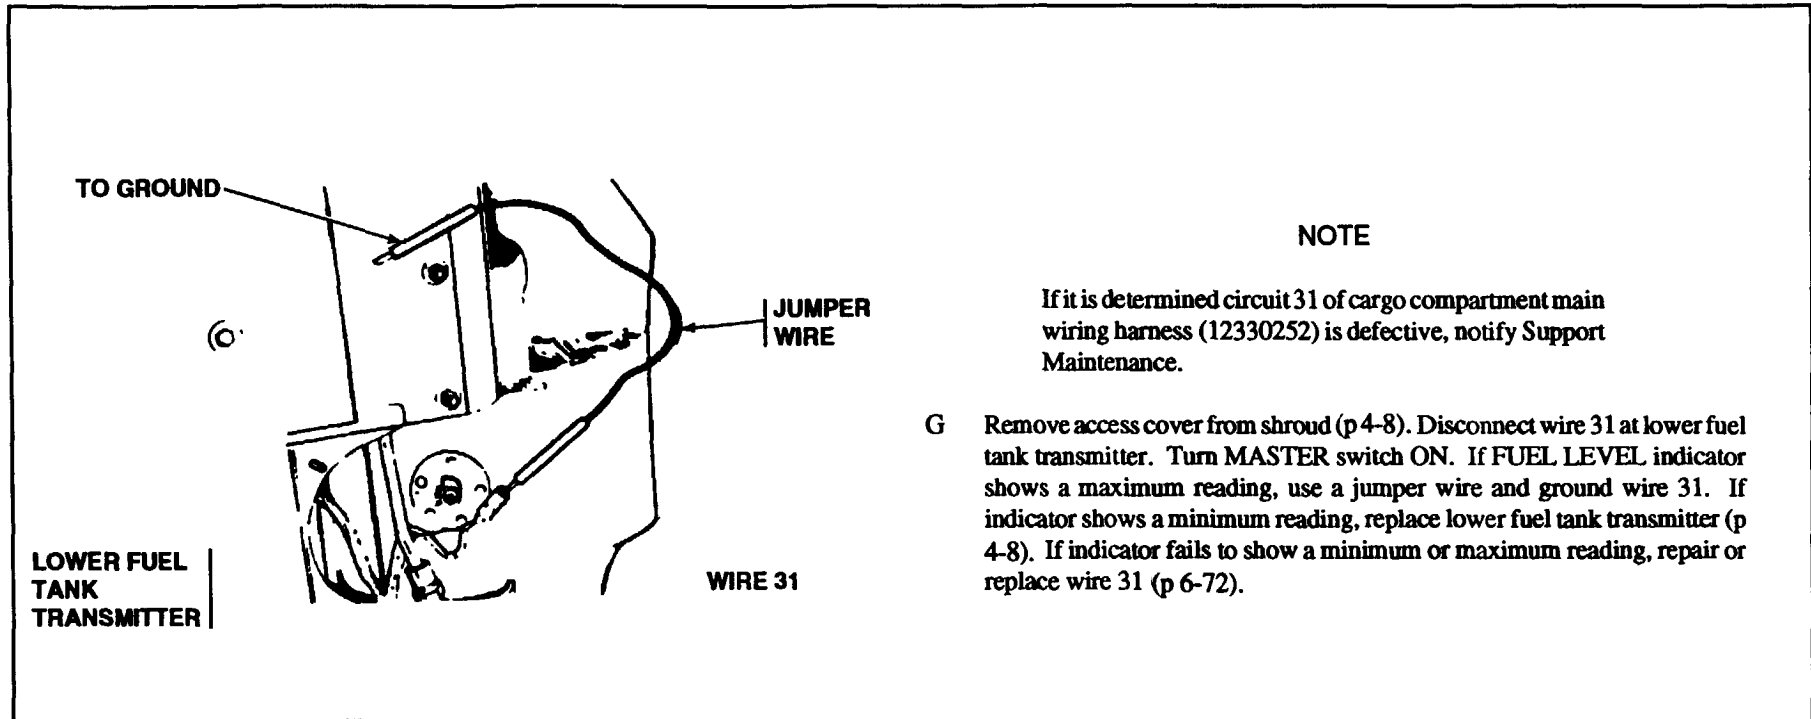 TO GROUND
JUMPER
WIRE
LOWER FUEL
TANK
TRANSMITTER
WIRE 31
NOTE
If it is determined circuit 31 of cargo compartment main
wiring harness (12330252) is defective, notify Support
Maintenance.
G Remove access cover from shroud (p 4-8). Disconnect wire 31 at lower fuel
tank transmitter. Turn MASTER switch ON. If FUEL LEVEL indicator
shows a maximum reading, use a jumper wire and ground wire 31. If
indicator shows a minimum reading, replace lower fuel tank transmitter (p
4-8). If indicator fails to show a minimum or maximum reading, repair or
replace wire 31 (p 6-72).